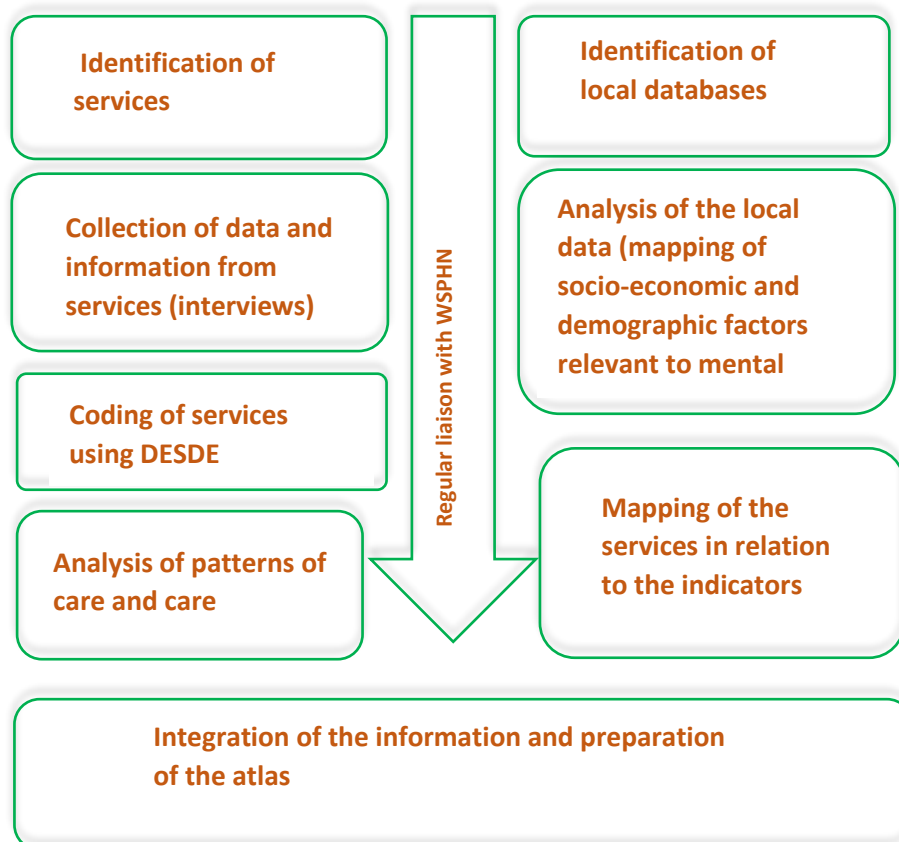 Identification of
services
Collection of data and
information from
services (interviews)
Coding of services
using DESDE
Analysis of patterns of
care and care
Regular liaison with WSPHN
Identification of
local databases
Analysis of the local
data (mapping of
socio-economic and
demographic factors
relevant to mental
Mapping of the
services in relation
to the indicators
Integration of the information and preparation
of the atlas